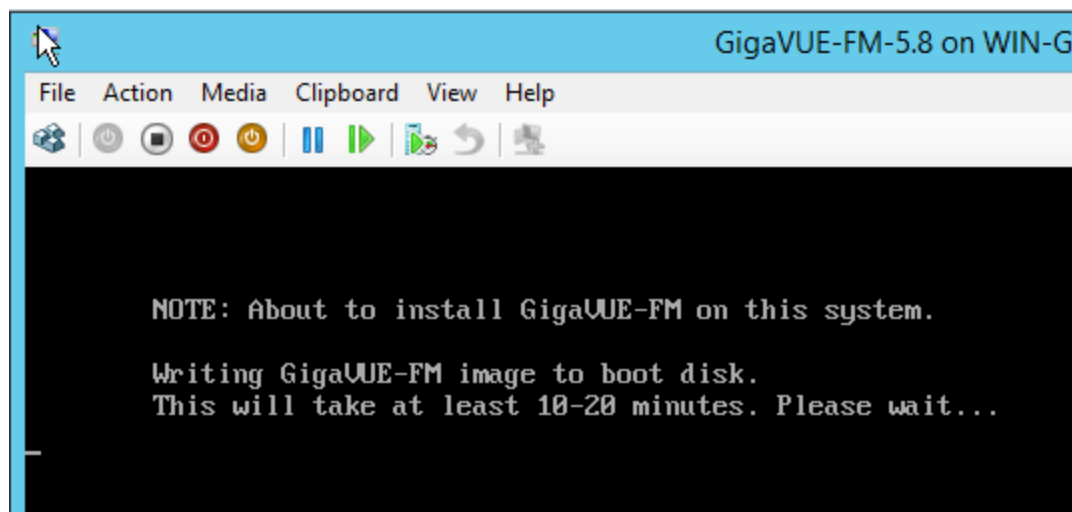 GigaVUE-FM-5.8 on WIN-G
File Action Media Clipboard View Help
NOTE: About to install GigaVUE-FM on this system.
Writing GigaVUE-FM image to boot disk.
This will take at least 10-20 minutes. Please wait...